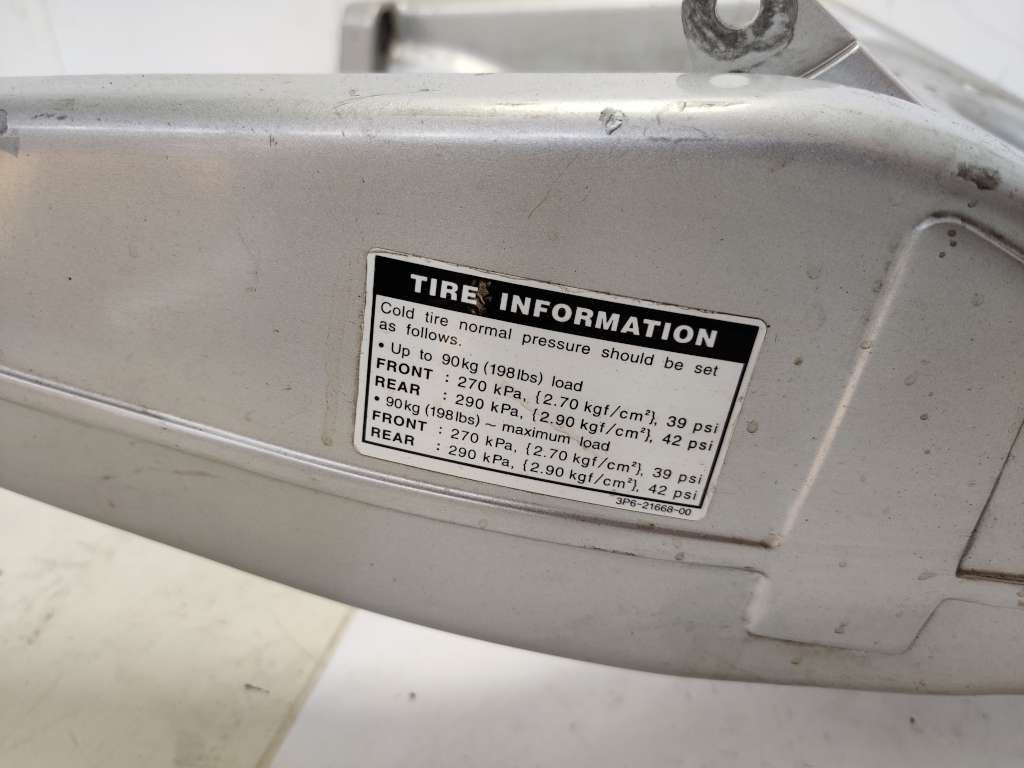 TIRE INFORMATION
Cold tire normal pressure should be set
as follows.
• Up to 90kg (198lbs) load
FRONT : 270 kPa, {2.70 kgf/cm²}, 39 psi
REAR : 290 kPa, {2.90 kgf/cm²}, 42 psi
• 90kg (198lbs) ~ maximum load
FRONT : 270 kPa, {2.70 kgf/cm²}, 39 psi
REAR : 290 kPa, {2.90 kgf/cm²}, 42 psi
3P6-21668-00